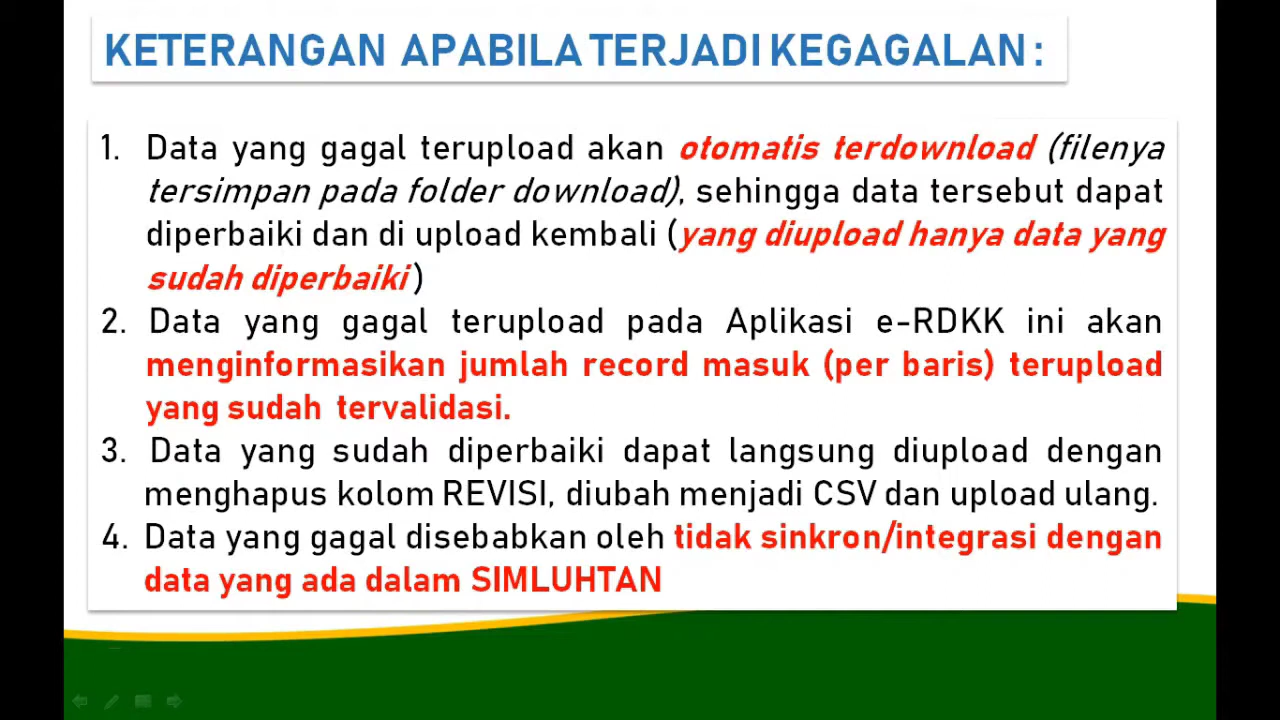 KETERANGAN APABILA TERJADI KEGAGALAN :
1. Data yang gagal terupload akan otomatis terdownload (filenya
tersimpan pada folder download), sehingga data tersebut dapat
diperbaiki dan di upload kembali (yang diupload hanya data yang
sudah diperbaiki)
2. Data yang gagal terupload pada Aplikasi e-RDKK ini akan
menginformasikan jumlah record masuk (per baris) terupload
yang sudah tervalidasi.
3. Data yang sudah diperbaiki dapat langsung diupload dengan
menghapus kolom REVISI, diubah menjadi CSV dan upload ulang.
4. Data yang gagal disebabkan oleh tidak sinkron/integrasi dengan
data yang ada dalam SIMLUHTAN